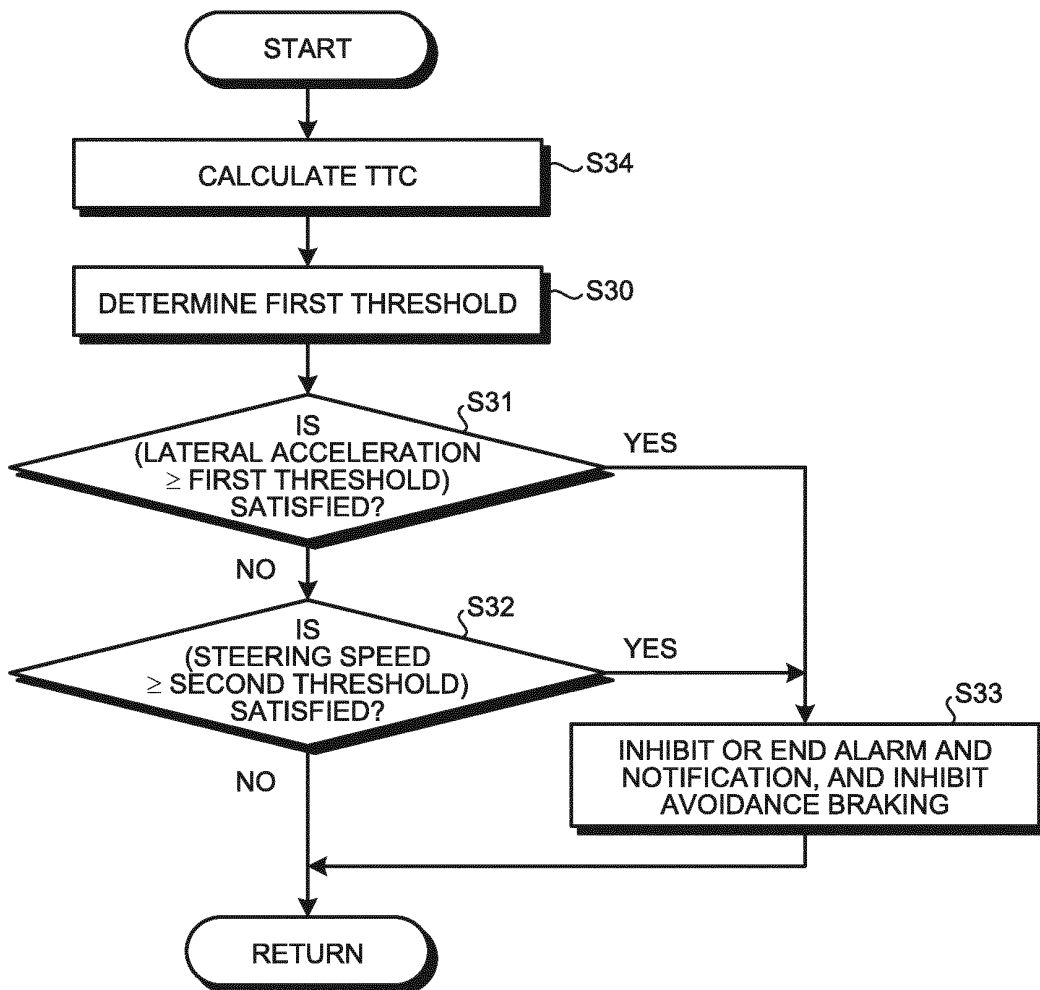 START
CALCULATE TTC
S34
DETERMINE FIRST THRESHOLD
S30
S31
IS
(LATERAL ACCELERATION
≥ FIRST THRESHOLD)
SATISFIED?
YES
NO
S32
IS
(STEERING SPEED
≥ SECOND THRESHOLD)
SATISFIED?
YES
NO
S33
INHIBIT OR END ALARM AND
NOTIFICATION, AND INHIBIT
AVOIDANCE BRAKING
RETURN